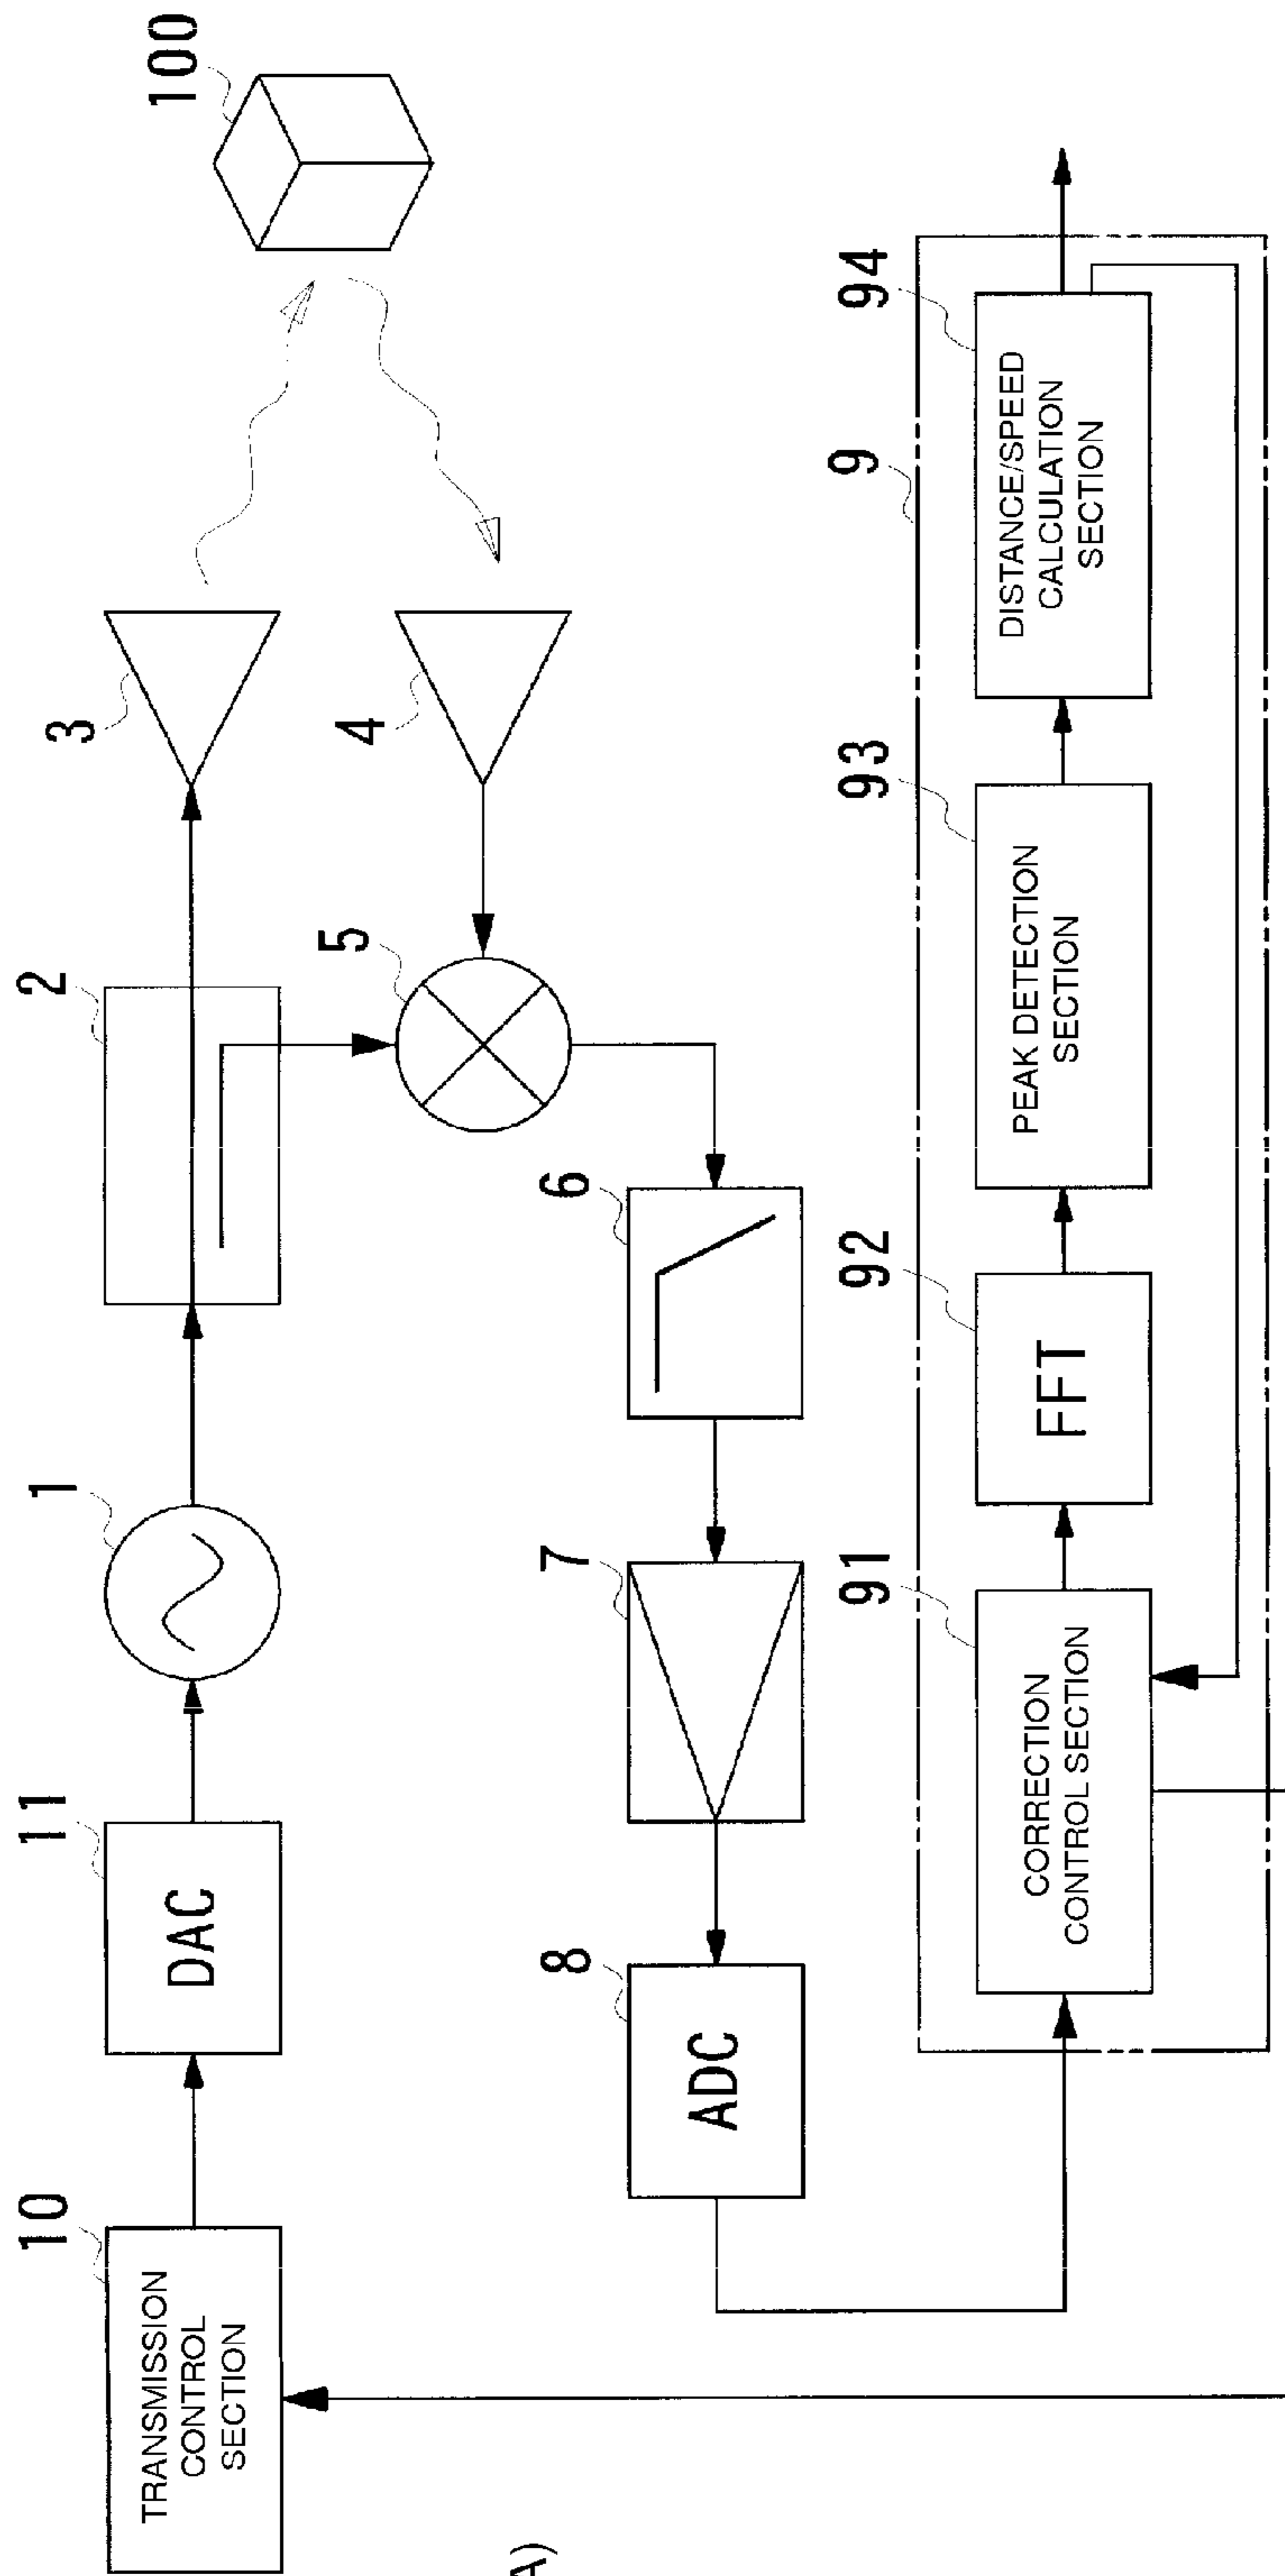 10
TRANSMISSION
CONTROL
SECTION
11
DAC
1
2
3
100
4
5
6
7
8
ADC
9
91
CORRECTION
CONTROL SECTION
92
FFT
93
PEAK DETECTION
SECTION
94
DISTANCE/SPEED
CALCULATION
SECTION
A)